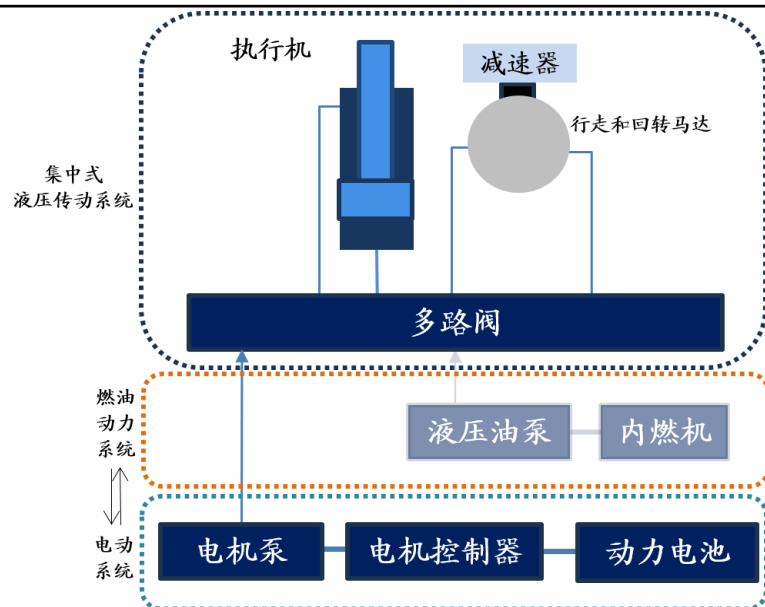 执行机
减速器
行走和回转马达
集中式
液压传动系统
多路阀
燃油
动力
系统
液压油泵
内燃机
电动
系统
电机泵
电机控制器
动力电池